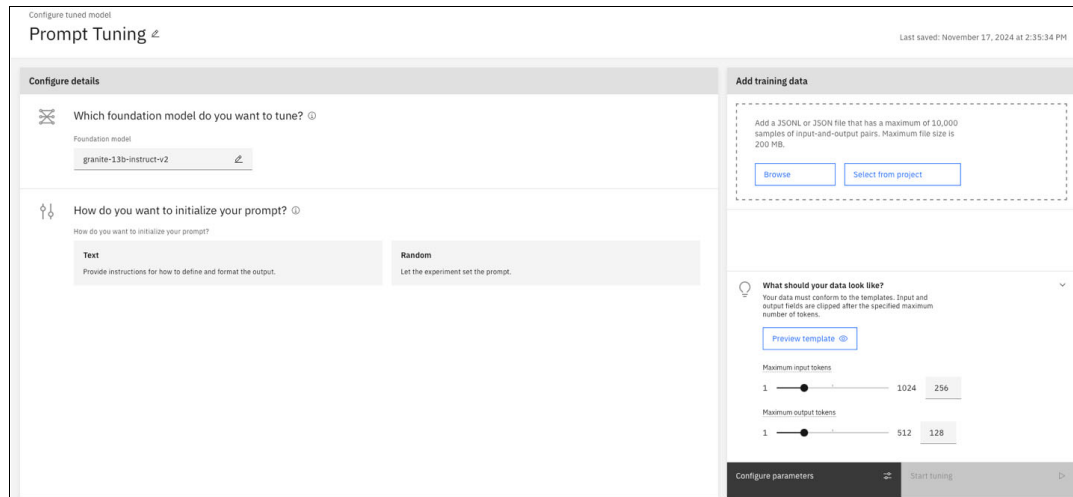 Configure tuned model
Prompt Tuning
Last saved: November 17, 2024 at 2:35:34 PM
Configure details
Which foundation model do you want to tune?
Foundation model
granite-13b-instruct-v2
How do you want to initialize your prompt?
How do you want to initialize your prompt?
Text
Provide instructions for how to define and format the output.
Random
Let the experiment set the prompt.
Add training data
Add a JSONL or JSON file that has a maximum of 10,000
samples of input-and-output pairs. Maximum file size is
200 MB.
Browse
Select from project
What should your data look like?
Your data must conform to the templates. Input and
output fields are clipped after the specified maximum
number of tokens.
Preview template
Maximum input tokens
1 1024 256
Maximum output tokens
1 512 128
Configure parameters
Start tuning